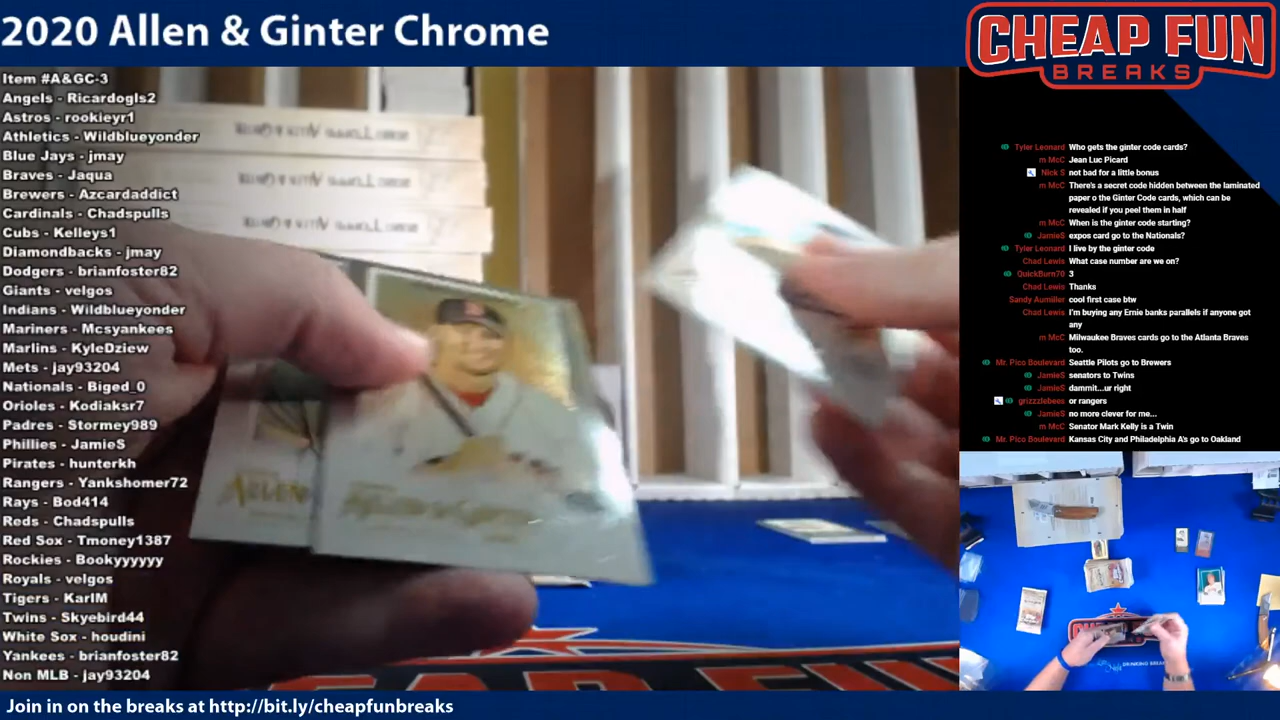 2020 Allen & Ginter Chrome
CHEAP FUN
BREAKS
Item #A&GC-3
Angels - Ricardogls2
Astros - rookieyr1
Athletics - Wildblueyonder
Blue Jays - jmay
Braves - Jaqua
Brewers - Azcardaddict
Cardinals - Chadspulls
Cubs - Kelleys1
Diamondbacks - jmay
Dodgers - brianfoster82
Giants - velgos
Indians - Wildblueyonder
Mariners - Mcsyankees
Marlins - KyleDziew
Mets - jay93204
Nationals - Biged_0
Orioles - Kodiaksr7
Padres - Stormey989
Phillies - JamieS
Pirates - hunterkh
Rangers - Yankshomer72
Rays - Bod414
Reds - Chadspulls
Red Sox - Tmoney1387
Rockies - Bookyyyyyy
Royals - velgos
Tigers - KarlM
Twins - Skyebird44
White Sox - houdini
Yankees - brianfoster82
Non MLB - jay93204
ALLEN
Tyler Leonard Who gets the ginter code cards?
m McC Jean Luc Picard
Nick S not bad for a little bonus
m McC There's a secret code hidden between the laminated
paper o the Ginter Code cards, which can be
revealed if you peel them in half
m McC When is the ginter code starting?
JamieS expos card go to the Nationals?
Tyler Leonard I live by the ginter code
Chad Lewis What case number are we on?
QuickBurn70 3
Chad Lewis Thanks
Sandy Aumiller cool first case btw
Chad Lewis I'm buying any Ernie banks parallels if anyone got
any
m McC Milwaukee Braves cards go to the Atlanta Braves
too.
Mr. Pico Boulevard Seattle Pilots go to Brewers
JamieS senators to Twins
JamieS dammit...ur right
grizzzlebees or rangers
JamieS no more clever for me...
m McC Senator Mark Kelly is a Twin
Mr. Pico Boulevard Kansas City and Philadelphia A's go to Oakland
Join in on the breaks at http://bit.ly/cheapfunbreaks